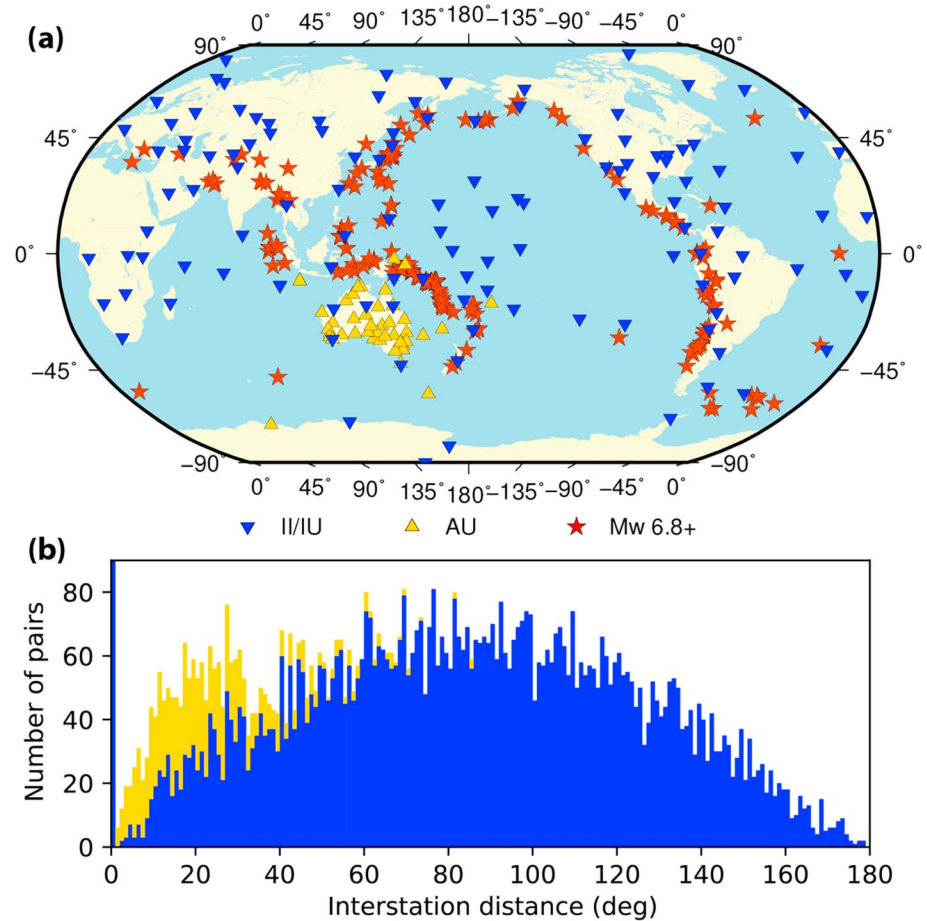 (a)
0˚ 45˚ 90˚ 135˚ 180˚ −135˚ −90˚ −45˚ 0˚
90˚ 90˚
45˚ 45˚
0˚ 0˚
−45˚ −45˚
−90˚ −90˚
0˚ 45˚ 90˚ 135˚ 180˚ −135˚ −90˚ −45˚ 0˚
II/IU AU Mw 6.8+
(b)
Number of pairs
80
60
40
20
0
0 20 40 60 80 100 120 140 160 180
Interstation distance (deg)